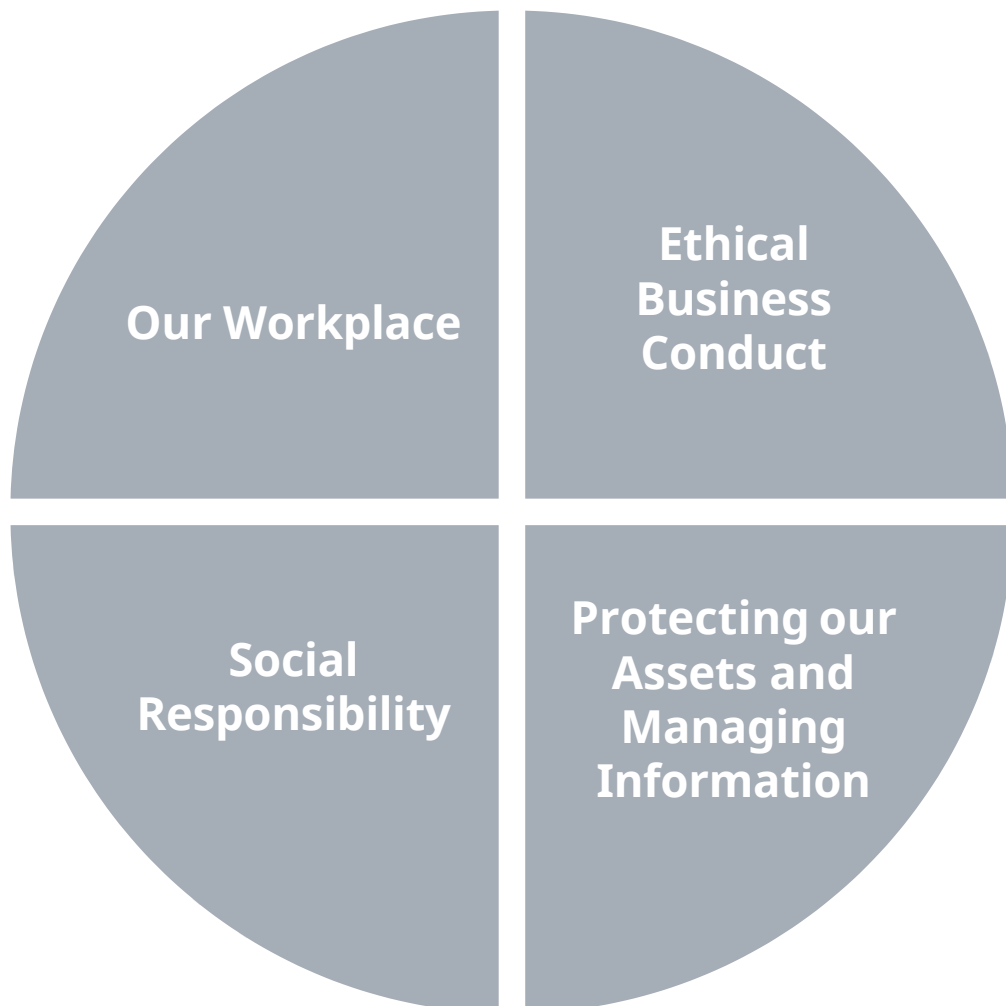 Our Workplace
Ethical
Business
Conduct
Social
Responsibility
Protecting our
Assets and
Managing
Information